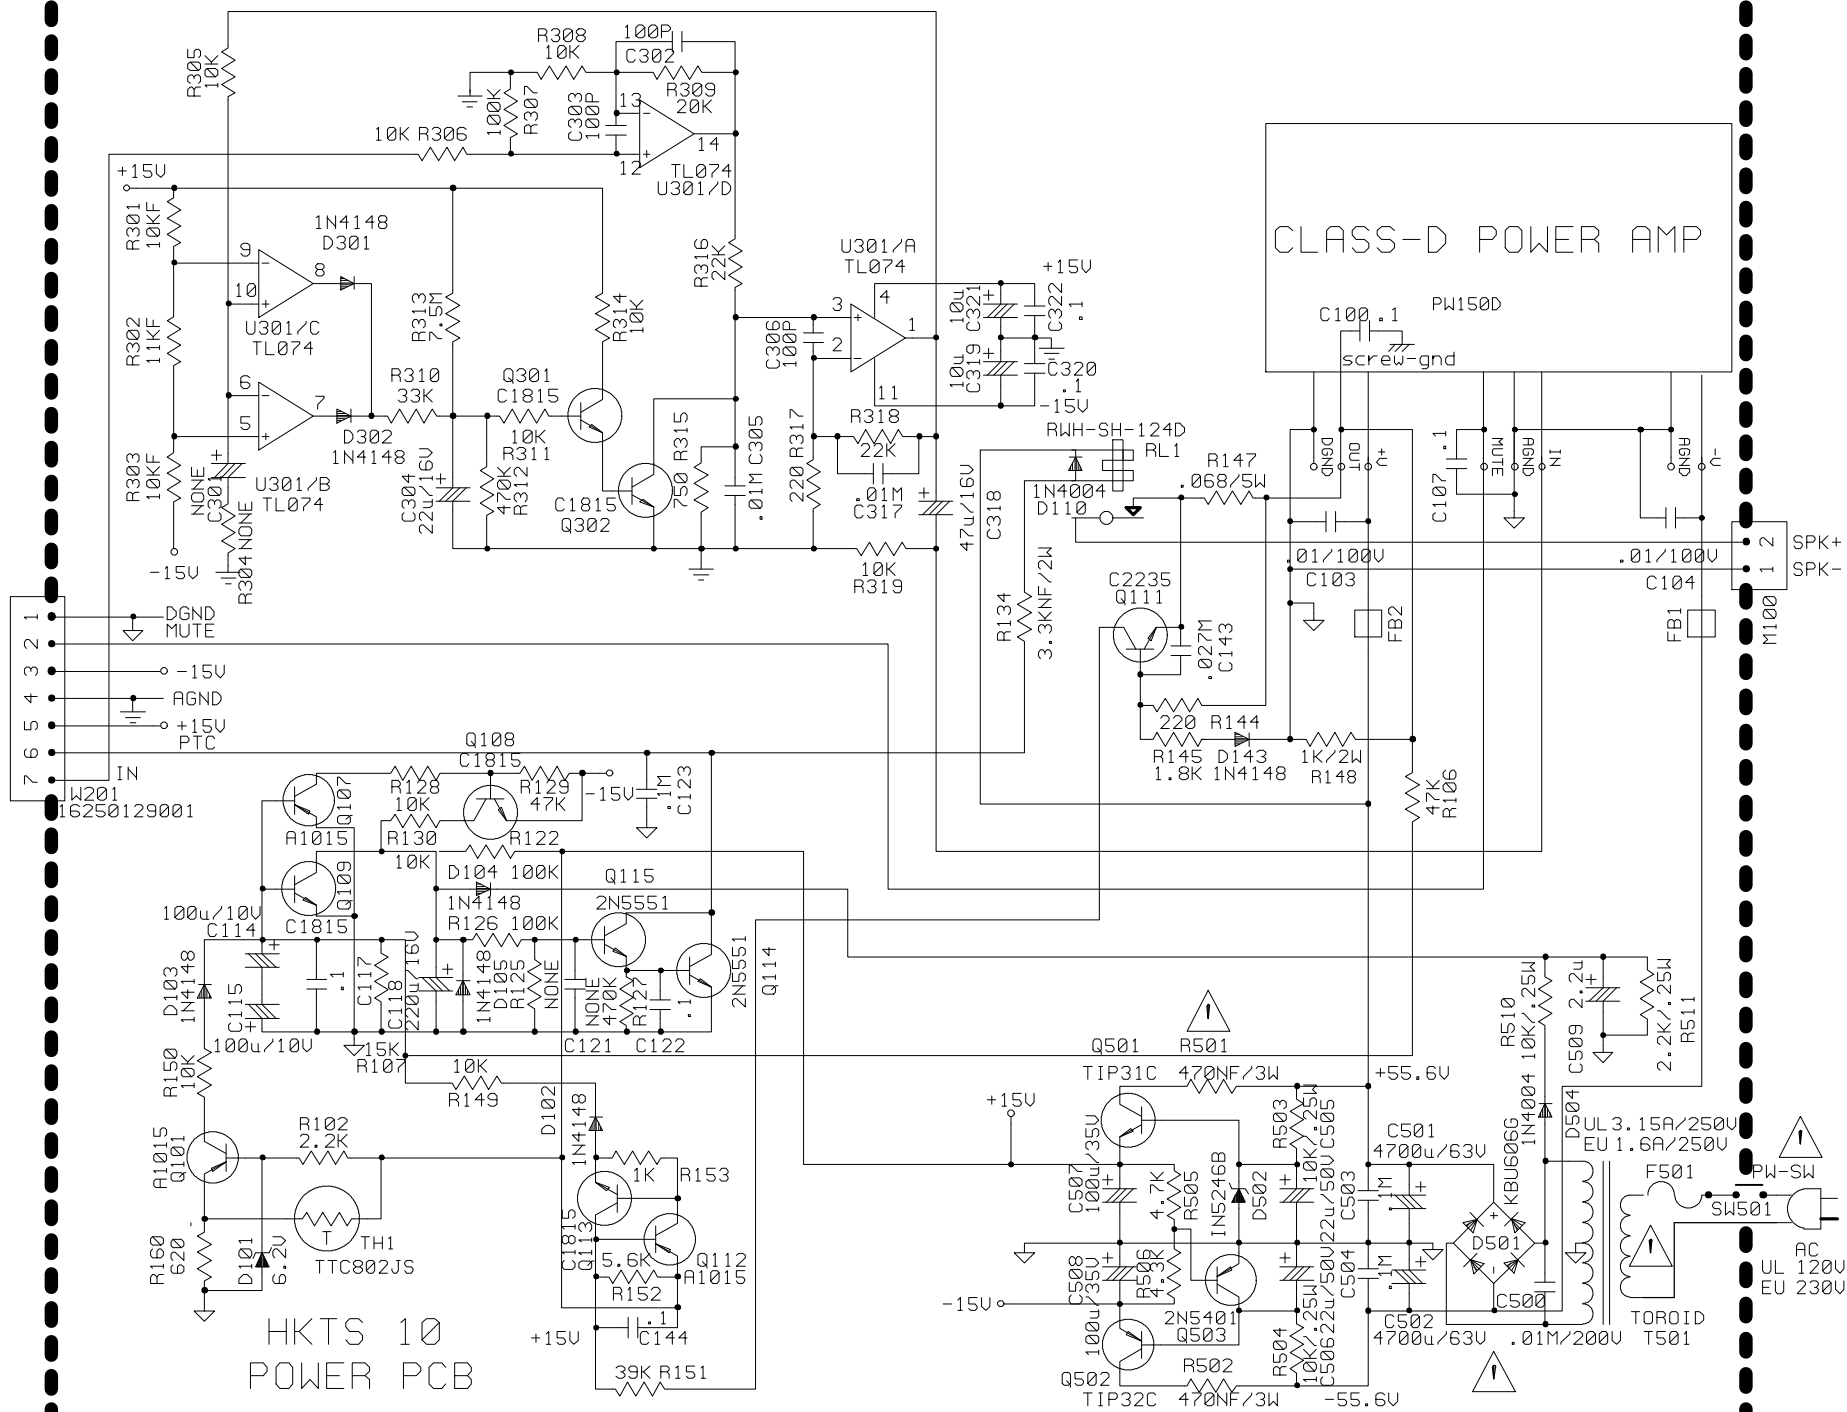 R305
10K
R308
10K
100P
C302
R309
20K
100K
R307
C303
100P
13
12
14
TL074
U301/D
10K R306
+15V
R301
10KF
R302
11KF
R303
10KF
-15V
1N4148
D301
9
10
8
U301/C
TL074
6
5
7
U301/B
TL074
D302
1N4148
NONE
C301
R304 NONE
R310
33K
R313
7.5M
C304
22u/16V
470K
R312
Q301
C1815
10K
R311
R314
10K
C1815
Q302
R316
22K
750 R315
.01M C305
U301/A
TL074
3
2
4
1
11
C306
100P
220 R317
R318
22K
.01M
C317
10K
R319
+15V
10u
C321
C322
.1
10u
C319
C320
.1
-15V
47u/16V
C318
RWH-SH-124D
RL1
1N4004
D110
R147
.068/5W
R134
3.3KNF/2W
C2235
Q111
.027M
C143
220 R144
R145
1.8K
D143
1N4148
1K/2W
R148
47K
R106
CLASS-D POWER AMP
PW150D
C100 .1
screw-gnd
DGND
OUT
+V
C107
.1
MUTE
AGND
IN
AGND
-V
.01/100V
C103
.01/100V
C104
FB2
FB1
2
1
SPK+
SPK-
M100
1
2
3
4
5
6
7
DGND
MUTE
-15V
AGND
+15V
PTC
IN
W201
16250129001
Q107
A1015
Q109
C1815
R128
10K
R130
10K
Q108
C1815
R129
47K
-15V
R122
100K
.1M
C123
D104
1N4148
R126 100K
Q115
2N5551
2N5551
Q114
100u/10V
C114
D103
1N4148
C115
100u/10V
.1
C117
C118
220u/16V
1N4148
D105
R125
NONE
NONE
470K
R127
.1
C121
C122
R150
10K
15K
R107
10K
R149
A1015
Q101
R102
2.2K
TH1
TTC802JS
T
R160
620
D101
6.2V
D102
1N4148
1K
R153
C1815
Q113
Q112
A1015
5.6K
R152
.1
C144
+15V
39K R151
HKTS 10
POWER PCB
Q501
TIP31C
R501
470NF/3W
+55.6V
+15V
C507
100u/35V
4.7K
R505
IN5246B
D502
R503
10K/.25W
C505
22u/50V
C503
.1M
C501
4700u/63V
C508
100u/35V
R506
4.3K
-15V
2N5401
Q503
C504
.1M
C502
4700u/63V
Q502
TIP32C
R502
470NF/3W
R504
10K/.25W
C506
22u/50V
-55.6V
KBU606G
D501
C500
.01M/200V
R510
10K/.25W
1N4004
D504
C509
2.2u
2.2K/.25W
R511
UL 3.15A/250V
EU 1.6A/250V
F501
PW-SW
SW501
AC
UL 120V
EU 230V
TOROID
T501